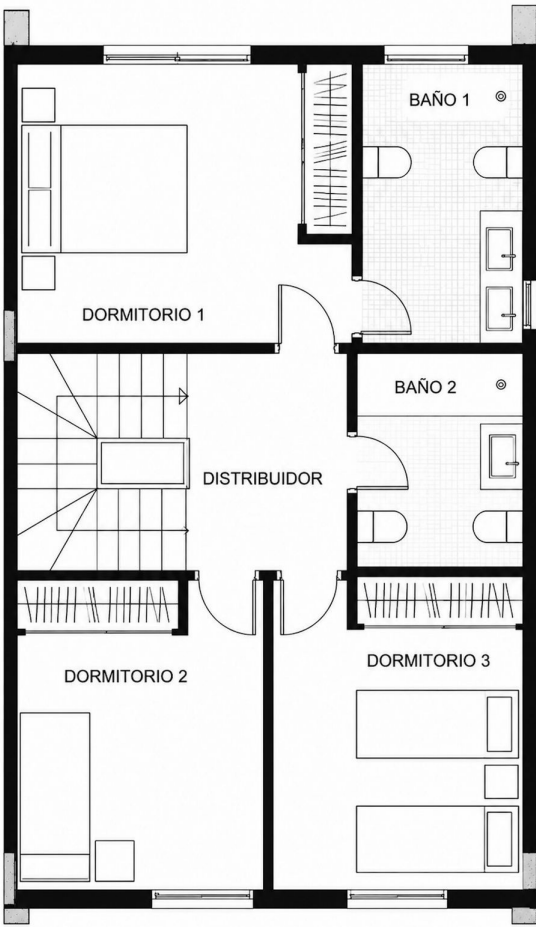 BAÑO 1
DORMITORIO 1
BAÑO 2
DISTRIBUIDOR
DORMITORIO 2
DORMITORIO 3